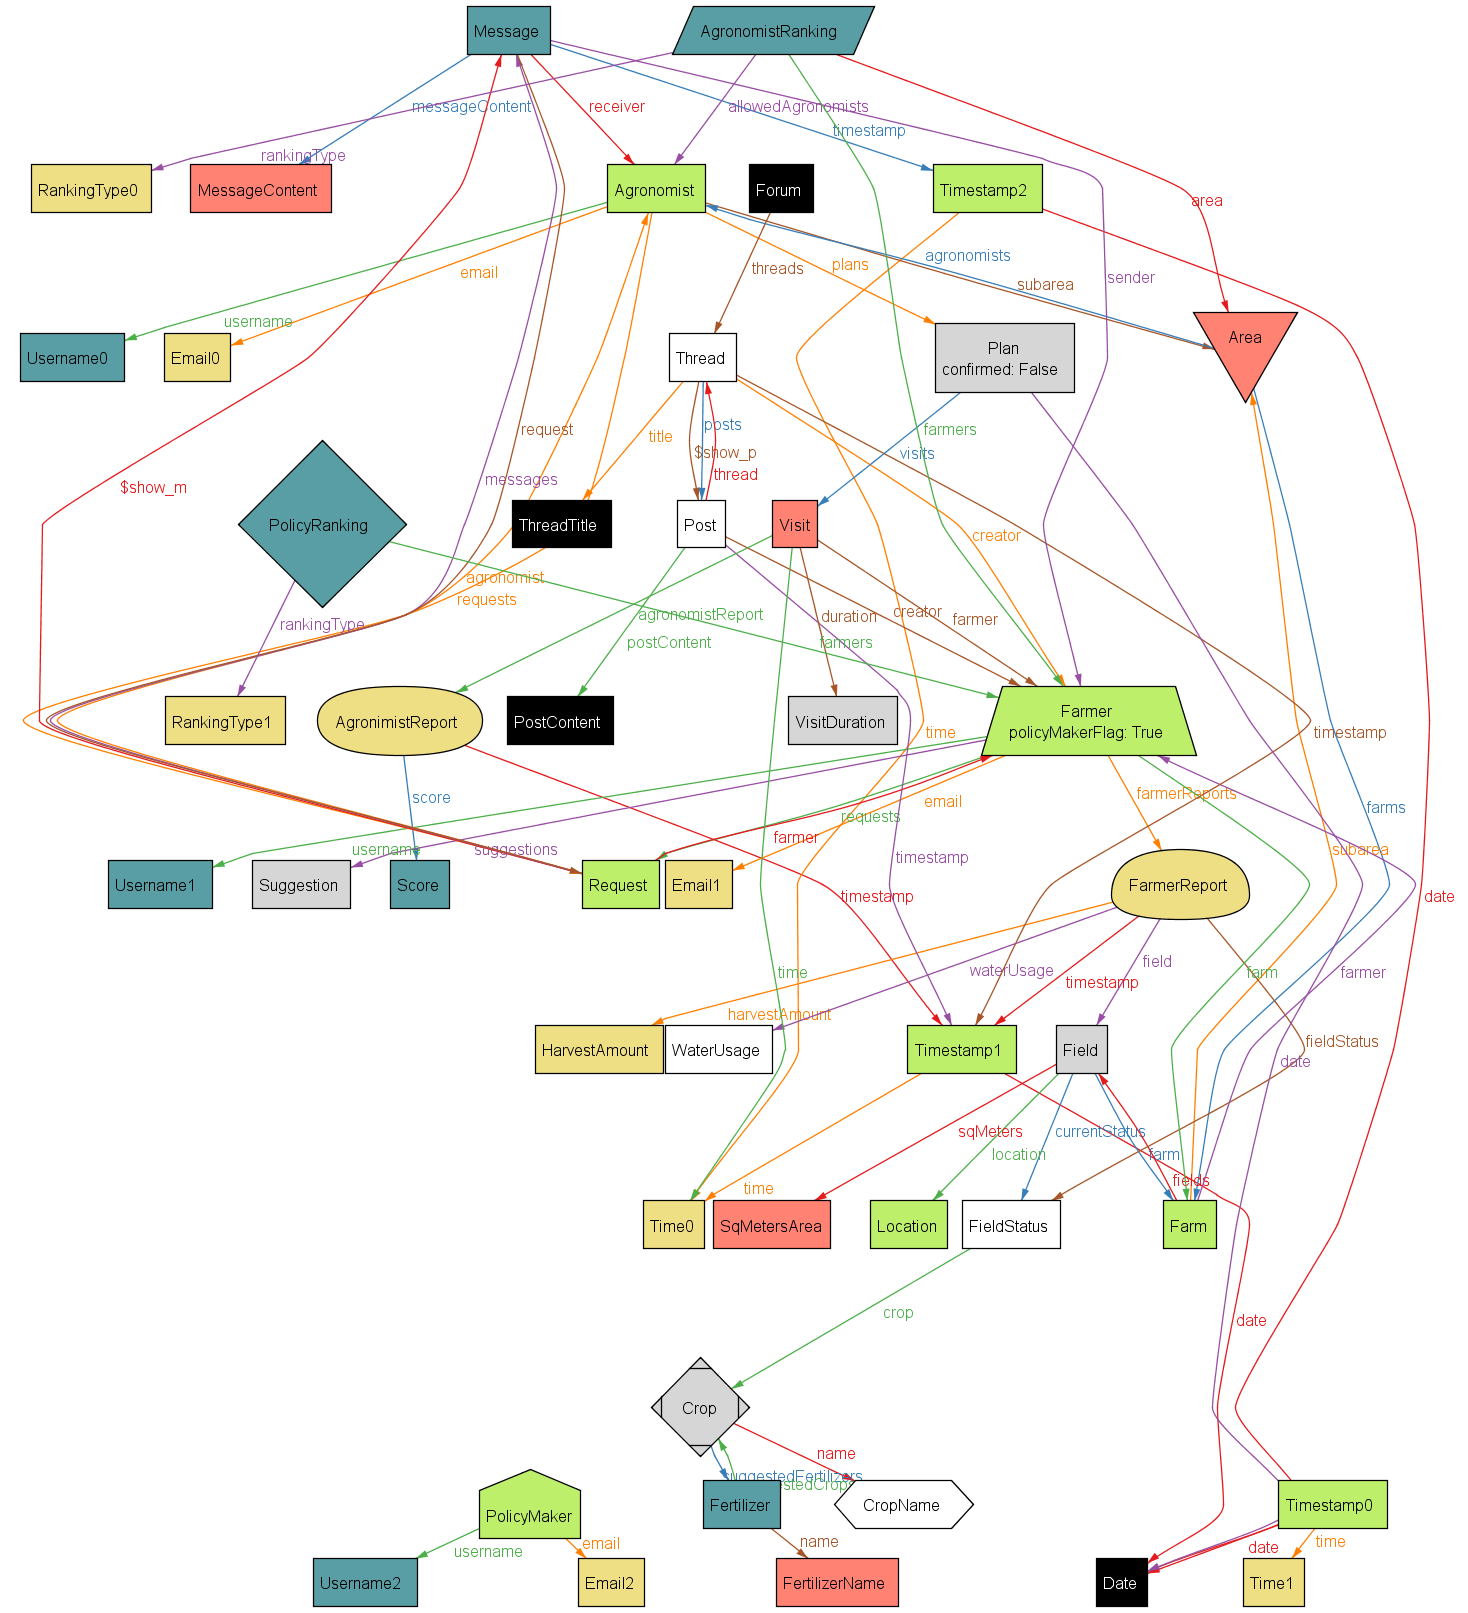 Message
AgronomistRanking
messageContent
receiver
allowedAgronomists
timestamp
rankingType
RankingType0
MessageContent
Agronomist
Forum
Timestamp2
area
email
threads
plans
agronomists
subarea
sender
username
Username0
Email0
Thread
Plan
confirmed: False
Area
request
title
posts
$show_p
thread
farmers
visits
$show_m
messages
PolicyRanking
ThreadTitle
Post
Visit
creator
agronomist
requests
rankingType
agronomistReport
postContent
duration
farmers
creator
farmer
RankingType1
AgronimistReport
PostContent
VisitDuration
Farmer
policyMakerFlag: True
time
timestamp
score
email
farmerReports
farms
requests
farmer
username
suggestions
timestamp
subarea
Username1
Suggestion
Score
Request
Email1
FarmerReport
timestamp
date
time
waterUsage
timestamp
field
farm
farmer
harvestAmount
fieldStatus
date
HarvestAmount
WaterUsage
Timestamp1
Field
sqMeters
currentStatus
location
farm
fields
time
Time0
SqMetersArea
Location
FieldStatus
Farm
crop
date
Crop
name
suggestedFertilizers
stedCrop
PolicyMaker
Fertilizer
CropName
Timestamp0
username
email
name
date
time
Username2
Email2
FertilizerName
Date
Time1